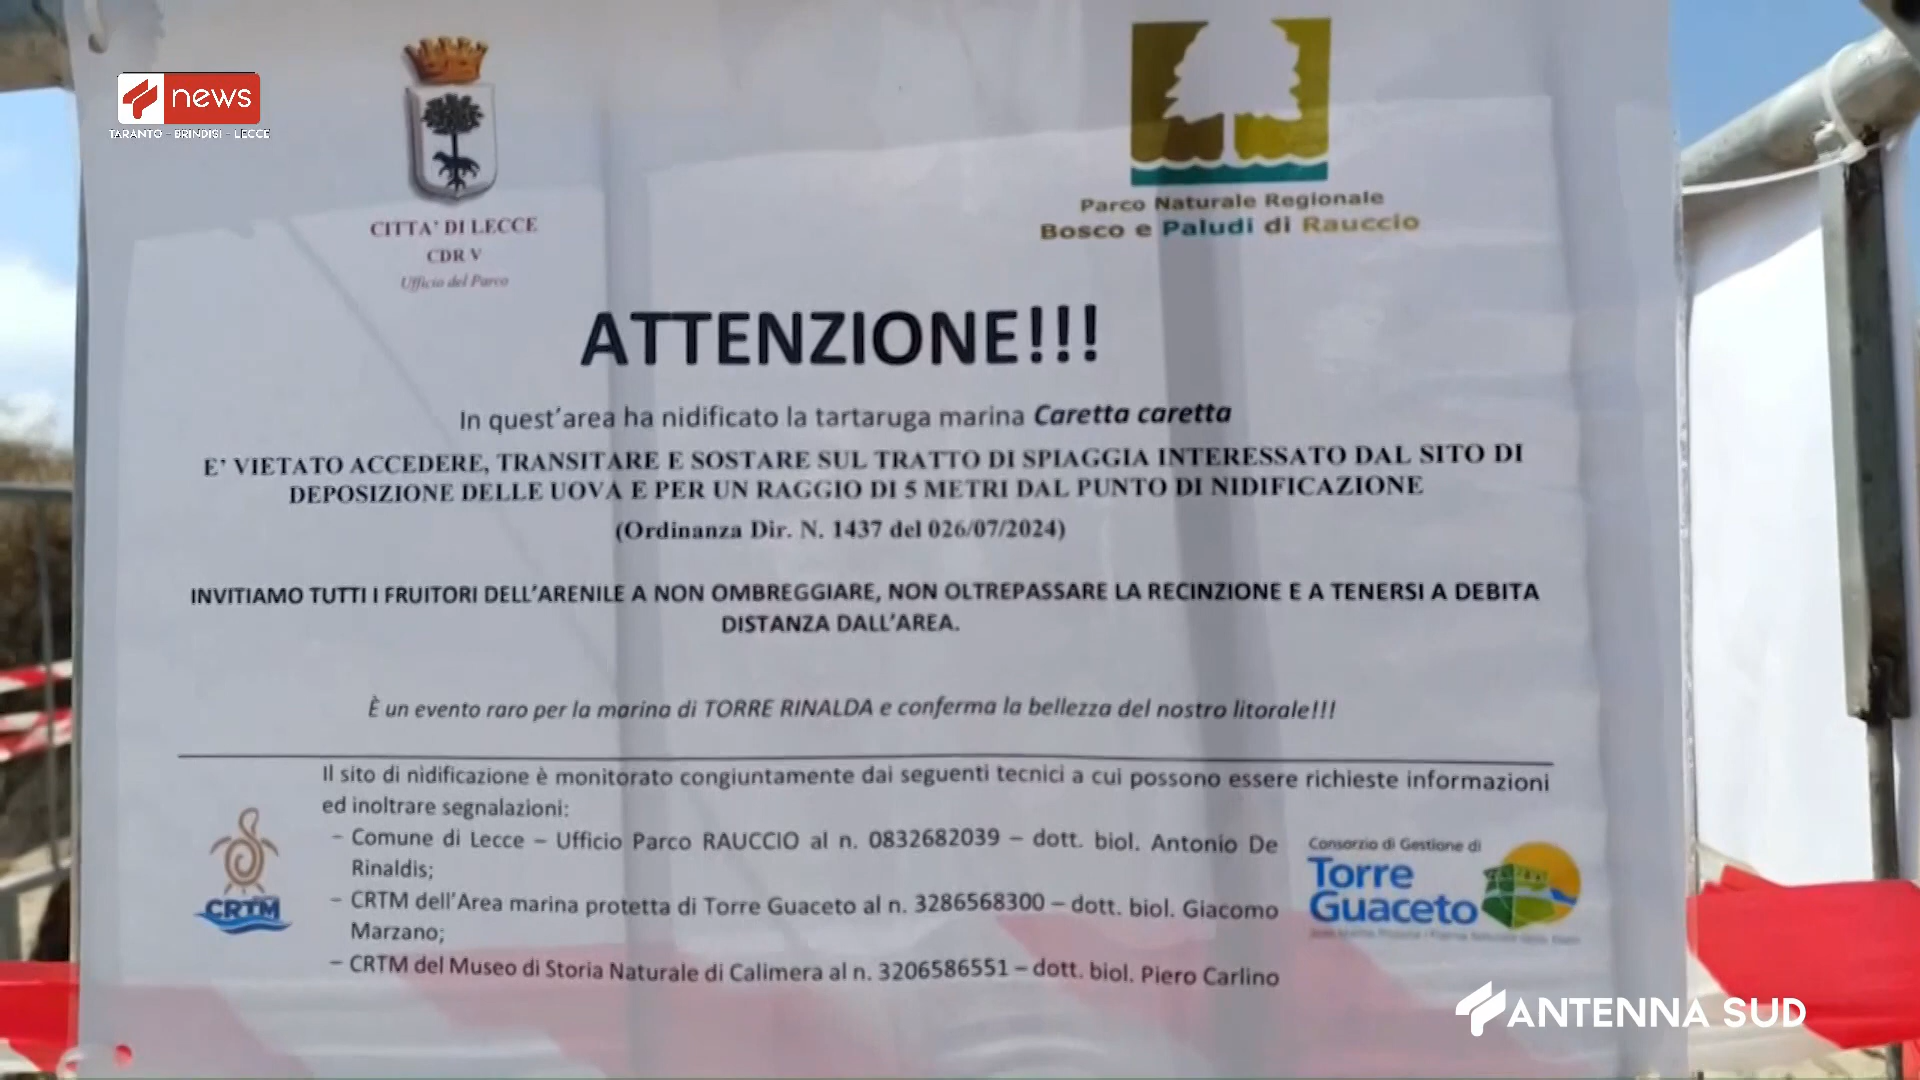 news
TARANTO - BRINDISI - LECCE
CITTA' DI LECCE
CDR V
Ufficio del Parco
Parco Naturale Regionale
Bosco e Paludi di Rauccio
ATTENZIONE!!!
In quest'area ha nidificato la tartaruga marina Caretta caretta
E' VIETATO ACCEDERE, TRANSITARE E SOSTARE SUL TRATTO DI SPIAGGIA INTERESSATO DAL SITO DI
DEPOSIZIONE DELLE UOVA E PER UN RAGGIO DI 5 METRI DAL PUNTO DI NIDIFICAZIONE
(Ordinanza Dir. N. 1437 del 026/07/2024)
INVITIAMO TUTTI I FRUITORI DELL'ARENILE A NON OMBREGGIARE, NON OLTREPASSARE LA RECINZIONE E A TENERSI A DEBITA
DISTANZA DALL'AREA.
È un evento raro per la marina di TORRE RINALDA e conferma la bellezza del nostro litorale!!!
Il sito di nidificazione è monitorato congiuntamente dai seguenti tecnici a cui possono essere richieste informazioni
ed inoltrare segnalazioni:
– Comune di Lecce – Ufficio Parco RAUCCIO al n. 0832682039 – dott. biol. Antonio De
Rinaldis;
– CRTM dell'Area marina protetta di Torre Guaceto al n. 3286568300 – dott. biol. Giacomo
Marzano;
– CRTM del Museo di Storia Naturale di Calimera al n. 3206586551 – dott. biol. Piero Carlino
CRTM
Consorzio di Gestione di
Torre
Guaceto
ANTENNA SUD